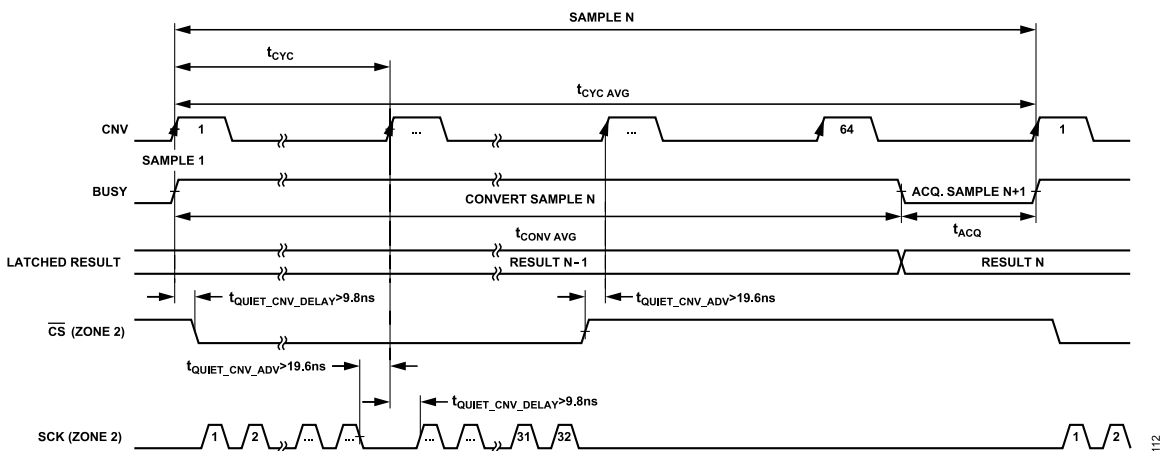 SAMPLE N
tCYC
tCYC AVG
CNV
1
...
...
64
1
SAMPLE 1
BUSY
CONVERT SAMPLE N
ACQ. SAMPLE N+1
tCONV AVG
tACQ
LATCHED RESULT
RESULT N-1
RESULT N
tQUIET_CNV_DELAY>9.8ns
tQUIET_CNV_ADV>19.6ns
CS (ZONE 2)
tQUIET_CNV_ADV>19.6ns
tQUIET_CNV_DELAY>9.8ns
SCK (ZONE 2)
1
2
...
...
...
...
31
32
1
2
112